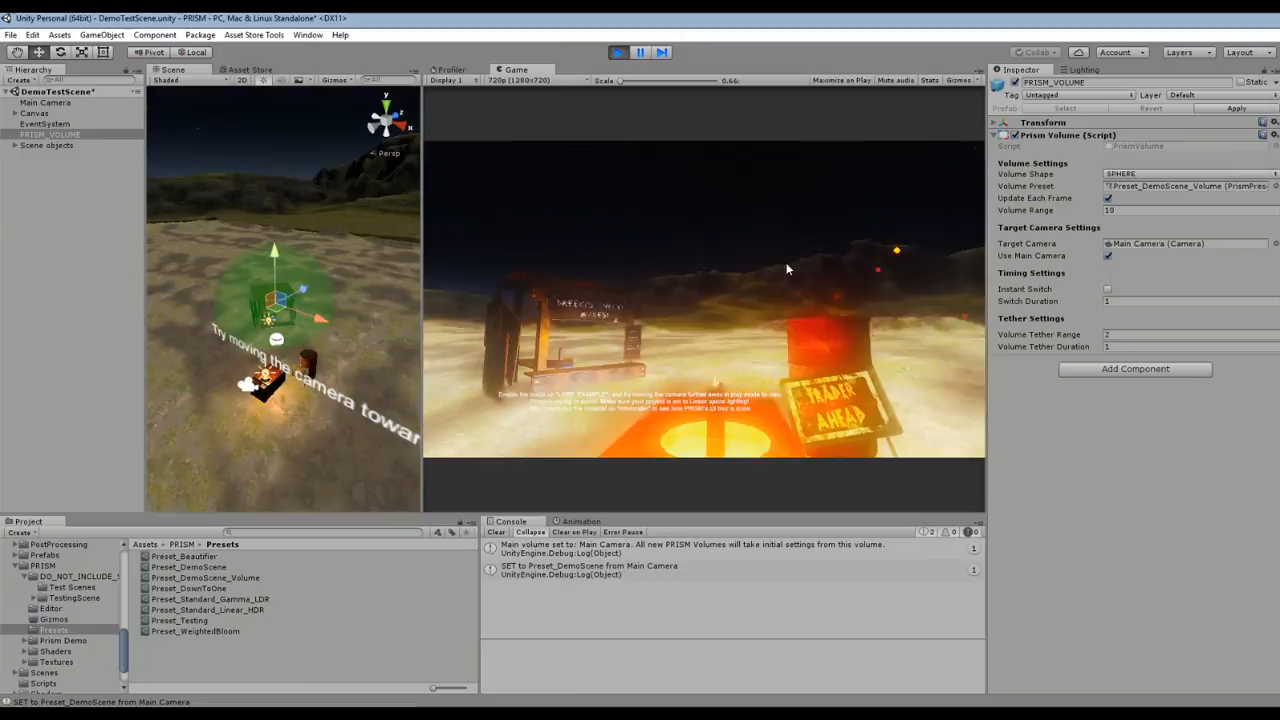 Unity Personal (64bit) - DemoTestScene.unity - PRISM - PC, Mac & Linux Standalone* <DX11>
File Edit Assets GameObject Component Package Asset Store Tools Window Help
Pivot Local Collab Account Layers Layout
Hierarchy
Create All
DemoTestScene*
Main Camera
Canvas
EventSystem
PRISM_VOLUME
Scene objects
Scene Asset Store
Shaded 2D Gizmos All
y
x
z
Persp
Try moving the camera towar
Profiler Game
Display 1 720p (1280x720) Scale 0.66: Maximize on Play Mute audio Stats Gizmos
TRADER
AHEAD
Inspector Lighting
PRISM_VOLUME Static
Tag Untagged Layer Default
Prefab Select Revert Apply
Transform
Prism Volume (Script)
Script PrismVolume
Volume Settings
Volume Shape SPHERE
Volume Preset Preset_DemoScene_Volume (PrismPres
Update Each Frame
Volume Range 10
Target Camera Settings
Target Camera Main Camera (Camera)
Use Main Camera
Timing Settings
Instant Switch
Switch Duration 1
Tether Settings
Volume Tether Range 2
Volume Tether Duration 1
Add Component
Project
Create
PostProcessing
Prefabs
PRISM
DO_NOT_INCLUDE_
Test Scenes
TestingScene
Editor
Gizmos
Presets
Prism Demo
Shaders
Textures
Scenes
Scripts
Assets PRISM Presets
Preset_Beautifier
Preset_DemoScene
Preset_DemoScene_Volume
Preset_DownToOne
Preset_Standard_Gamma_LDR
Preset_Standard_Linear_HDR
Preset_Testing
Preset_WeightedBloom
Console Animation
Clear Collapse Clear on Play Error Pause 2 0 0
Main volume set to: Main Camera. All new PRISM Volumes will take initial settings from this volume.
UnityEngine.Debug:Log(Object)
1
SET to Preset_DemoScene from Main Camera
UnityEngine.Debug:Log(Object)
1
SET to Preset_DemoScene from Main Camera